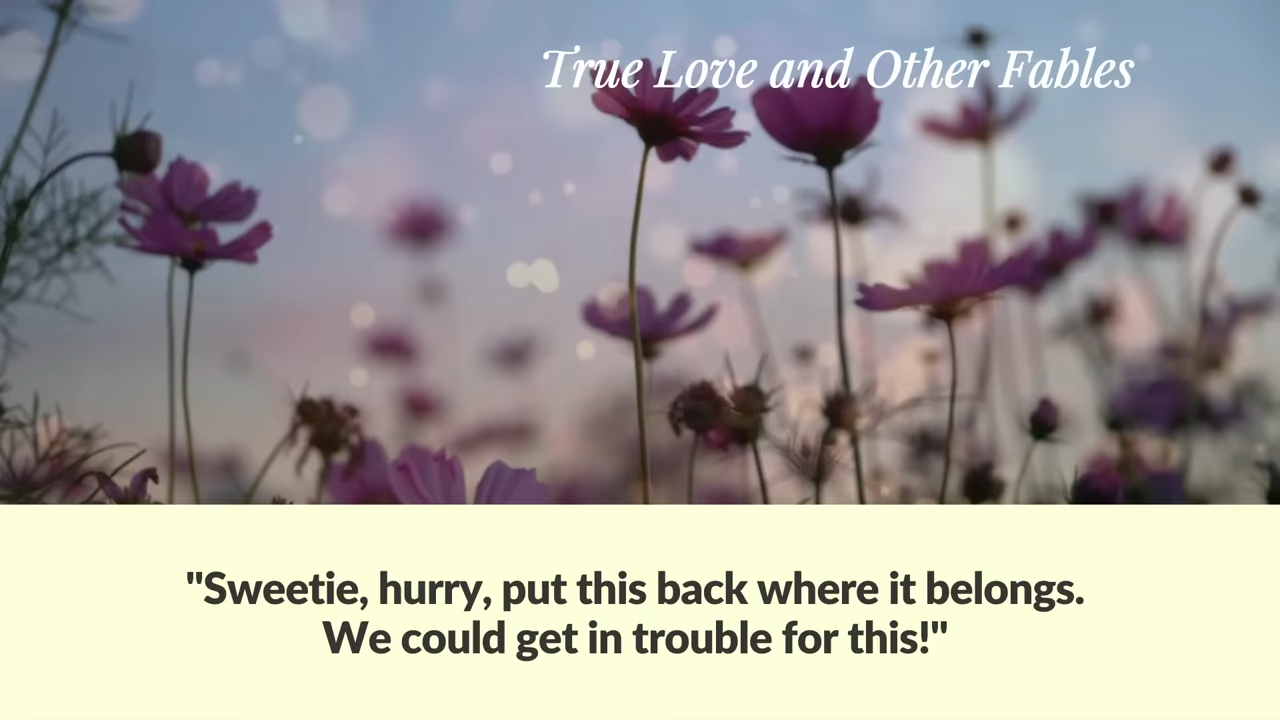 True Love and Other Fables
"Sweetie, hurry, put this back where it belongs.
We could get in trouble for this!"